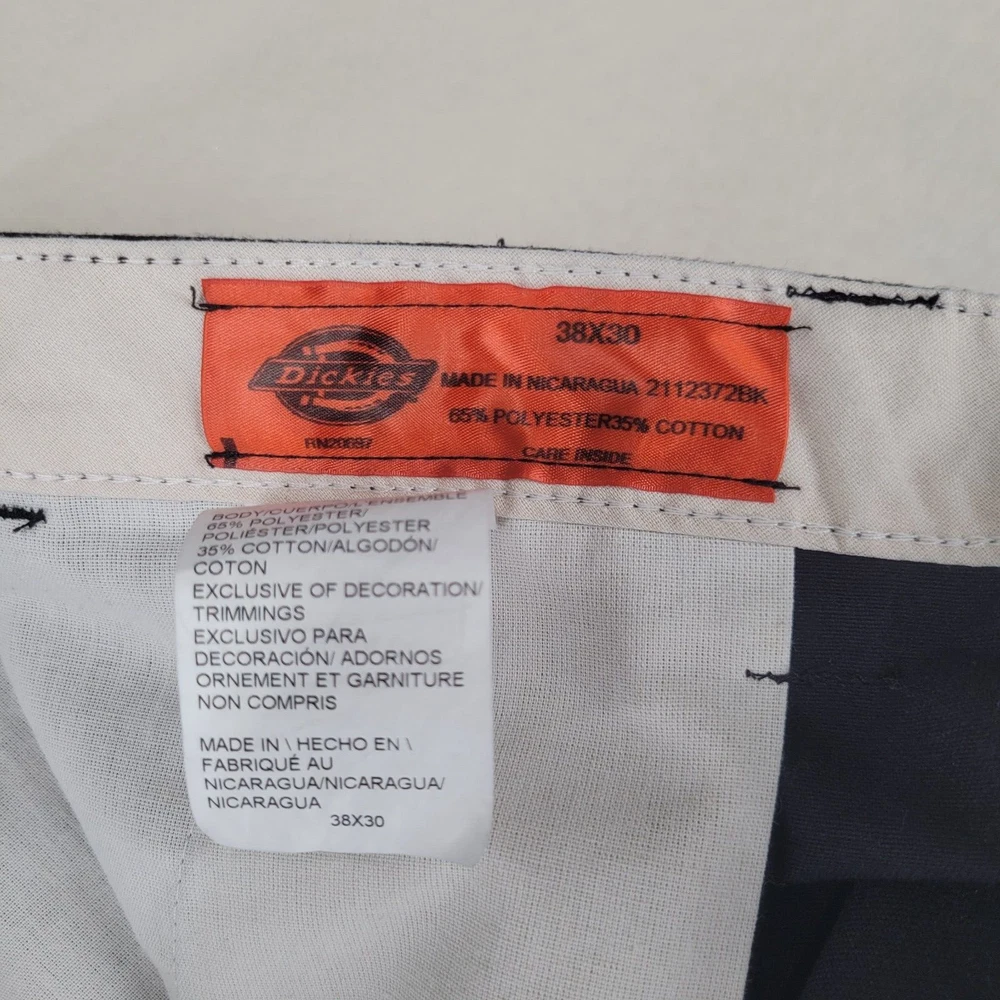 38X30
Dickies
MADE IN NICARAGUA 2112372BK
65% POLYESTER35% COTTON
RN20697
CARE INSIDE
BODY/CUERPO/ENSEMBLE
65% POLYESTER/
POLIÉSTER/POLYESTER
35% COTTON/ALGODÓN/
COTON
EXCLUSIVE OF DECORATION/
TRIMMINGS
EXCLUSIVO PARA
DECORACIÓN/ ADORNOS
ORNEMENT ET GARNITURE
NON COMPRIS
MADE IN \ HECHO EN \
FABRIQUÉ AU
NICARAGUA/NICARAGUA/
NICARAGUA
38X30